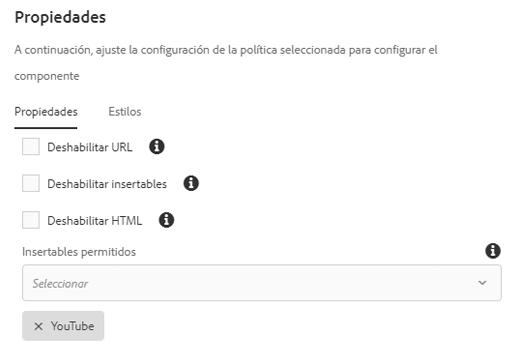 Propiedades
A continuación, ajuste la configuración de la política seleccionada para configurar el
componente
Propiedades Estilos
Deshabilitar URL
Deshabilitar insertables
Deshabilitar HTML
Insertables permitidos
Seleccionar
YouTube